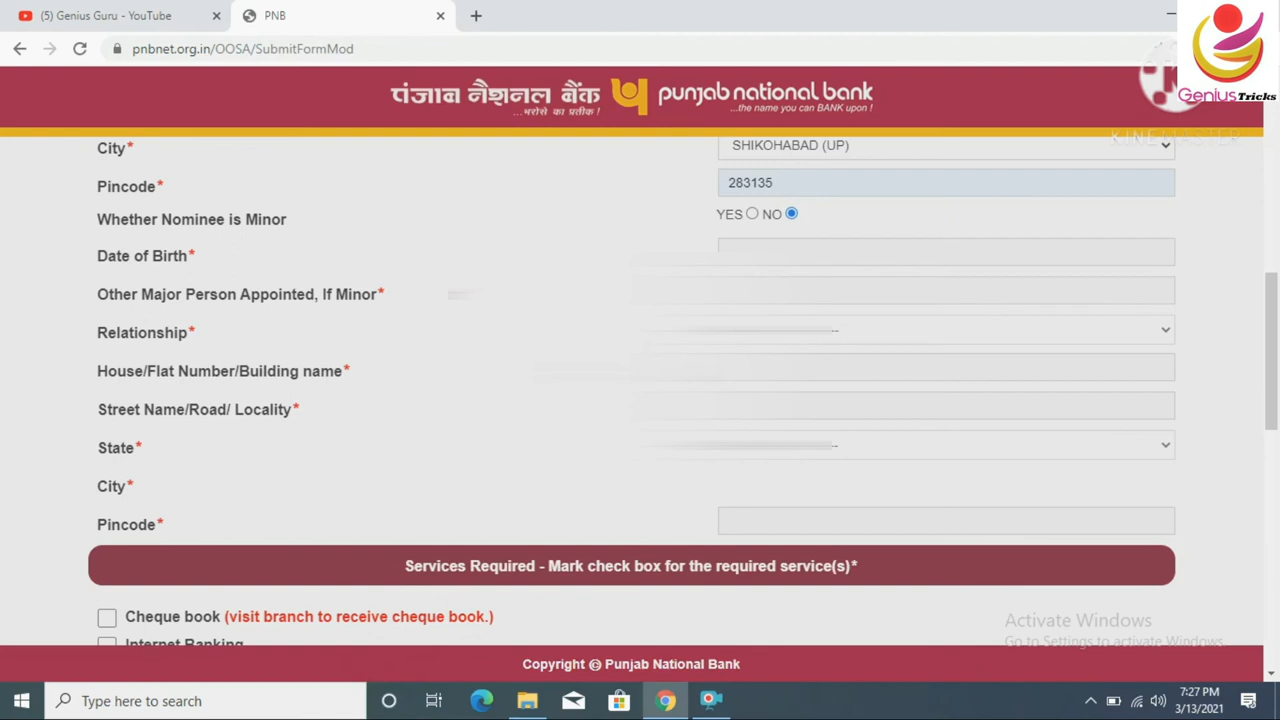 (5) Genius Guru - YouTube
PNB
pnbnet.org.in/OOSA/SubmitFormMod
Genius Tricks
पंजाब नैशनल बैंक punjab national bank
...भरोसे का प्रतीक ! ...the name you can BANK upon !
KINEMASTER
City* SHIKOHABAD (UP)
Pincode* 283135
Whether Nominee is Minor YES NO
Date of Birth*
Other Major Person Appointed, If Minor*
Relationship*
House/Flat Number/Building name*
Street Name/Road/ Locality*
State*
City*
Pincode*
Services Required - Mark check box for the required service(s)*
Cheque book (visit branch to receive cheque book.)
Internet Banking
Activate Windows
Go to Settings to activate Windows.
Copyright © Punjab National Bank
Type here to search
7:27 PM
3/13/2021